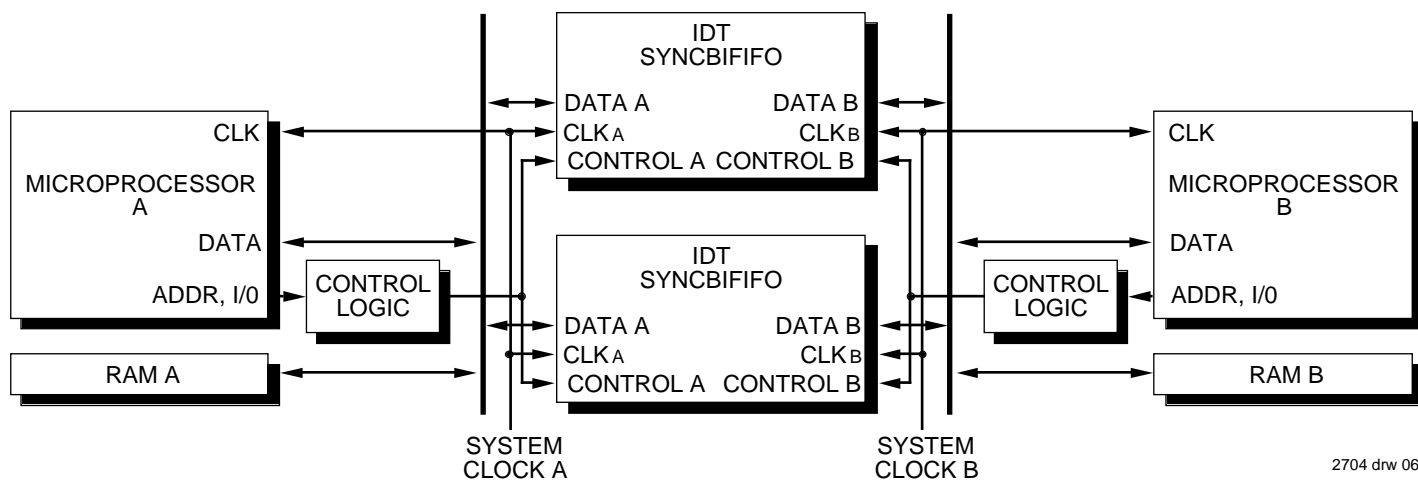 IDT
SYNCBIFIFO
DATA A DATA B
CLKA CLKB
CONTROL A CONTROL B
CLK
MICROPROCESSOR
A
DATA
ADDR, I/0
CONTROL
LOGIC
RAM A
IDT
SYNCBIFIFO
DATA A DATA B
CLKA CLKB
CONTROL A CONTROL B
CLK
MICROPROCESSOR
B
DATA
CONTROL
LOGIC
ADDR, I/0
RAM B
SYSTEM
CLOCK A
SYSTEM
CLOCK B
2704 drw 06